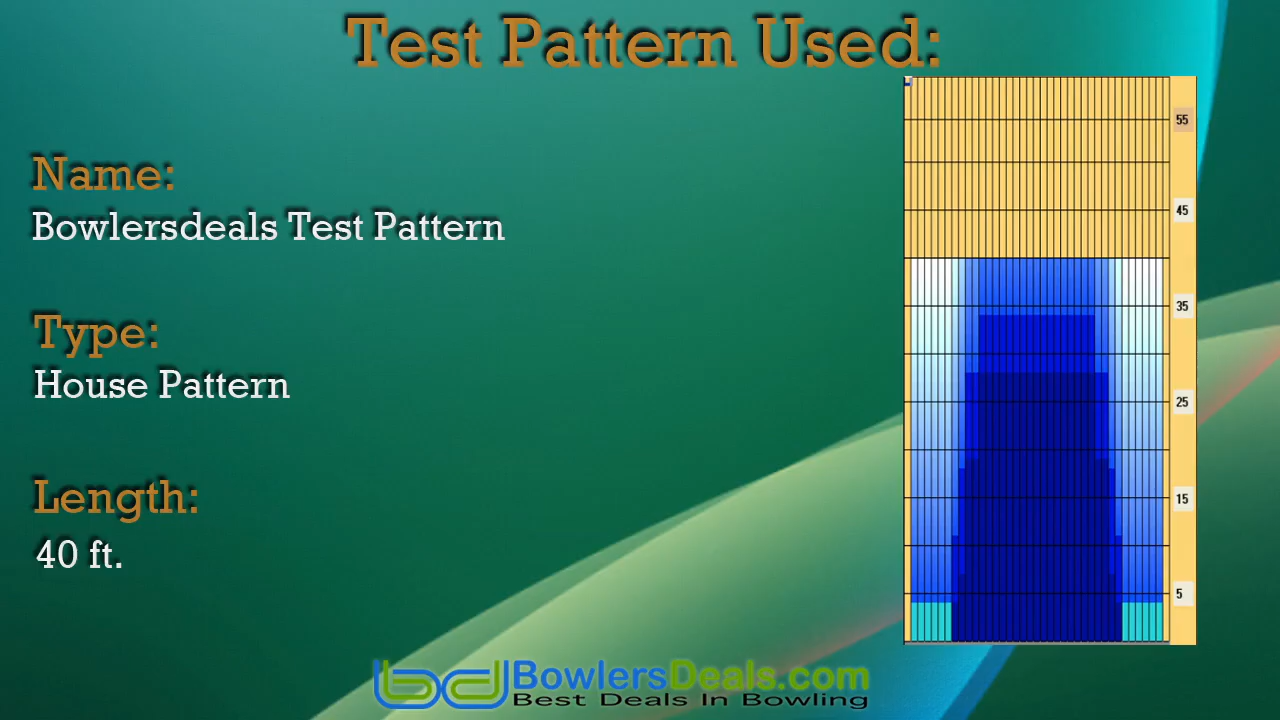 Test Pattern Used:
Name:
Bowlersdeals Test Pattern
Type:
House Pattern
Length:
40 ft.
55
45
35
25
15
5
bd BowlersDeals.com
Best Deals In Bowling